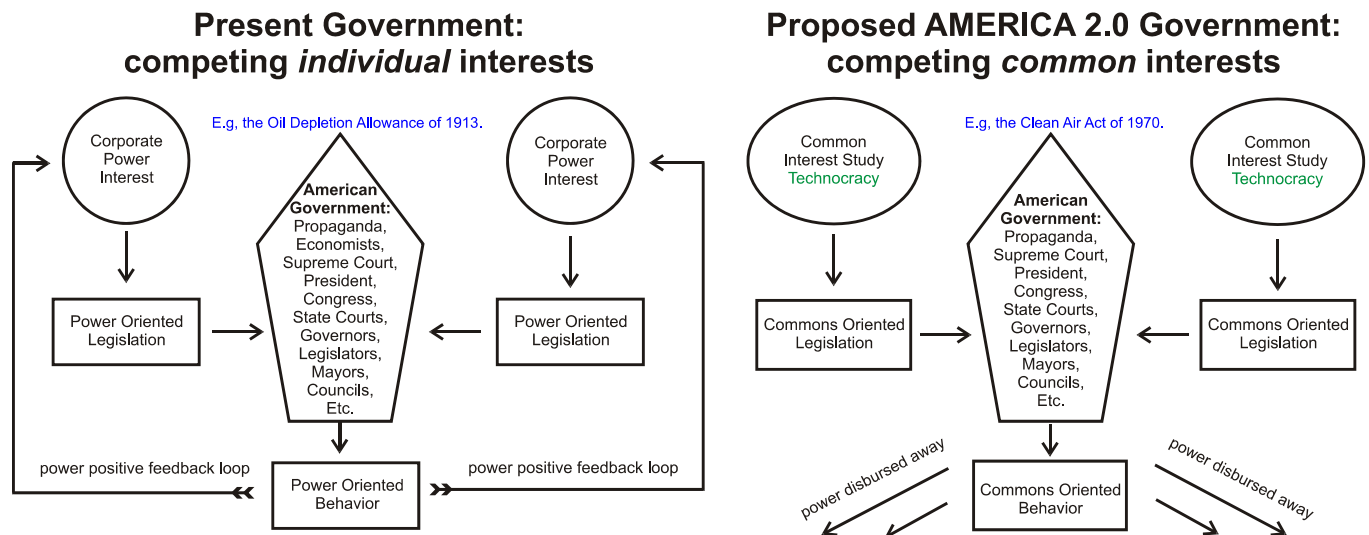 Present Government:
competing individual interests
E.g, the Oil Depletion Allowance of 1913.
Corporate
Power
Interest
Corporate
Power
Interest
American
Government:
Propaganda,
Economists,
Supreme Court,
President,
Congress,
State Courts,
Governors,
Legislators,
Mayors,
Councils,
Etc.
Power Oriented
Legislation
Power Oriented
Legislation
power positive feedback loop
power positive feedback loop
Power Oriented
Behavior
Proposed AMERICA 2.0 Government:
competing common interests
E.g, the Clean Air Act of 1970.
Common
Interest Study
Technocracy
Common
Interest Study
Technocracy
American
Government:
Propaganda,
Supreme Court,
President,
Congress,
State Courts,
Governors,
Legislators,
Mayors,
Councils,
Etc.
Commons Oriented
Legislation
Commons Oriented
Legislation
power disbursed away
power disbursed away
Commons Oriented
Behavior